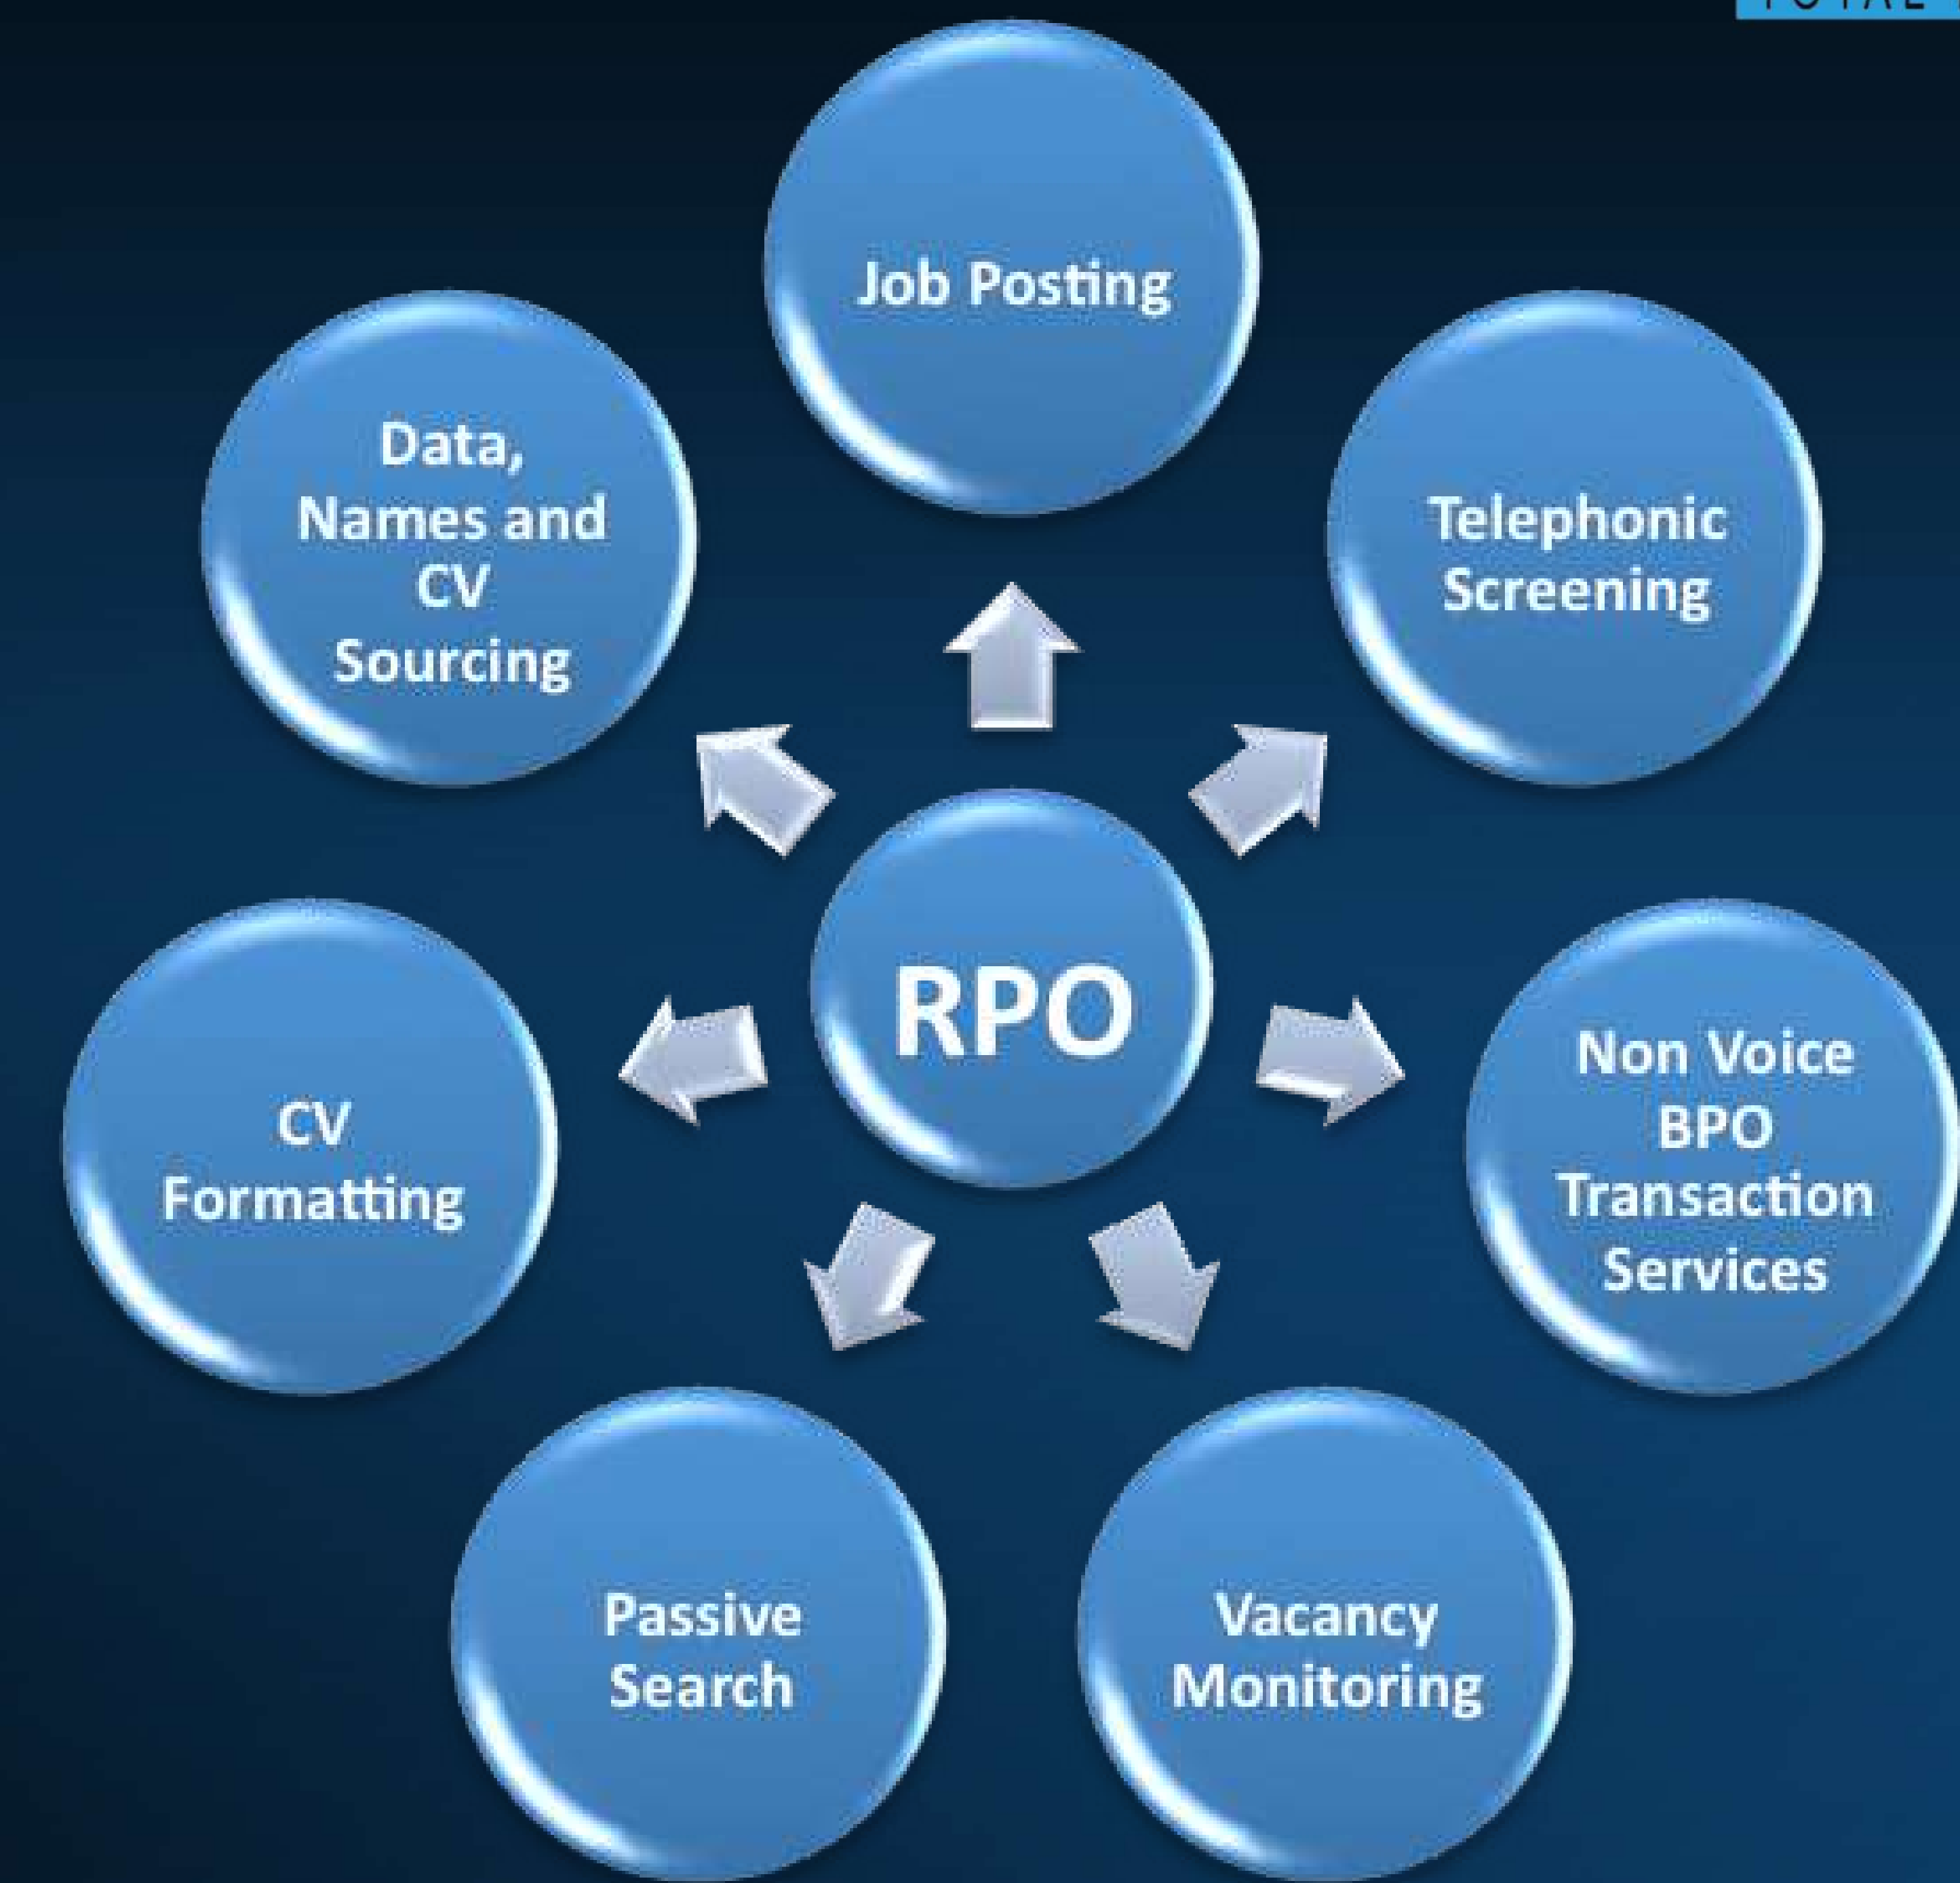 TOTAL
Job Posting
Data,
Names and
CV
Sourcing
Telephonic
Screening
RPO
CV
Formatting
Non Voice
BPO
Transaction
Services
Passive
Search
Vacancy
Monitoring